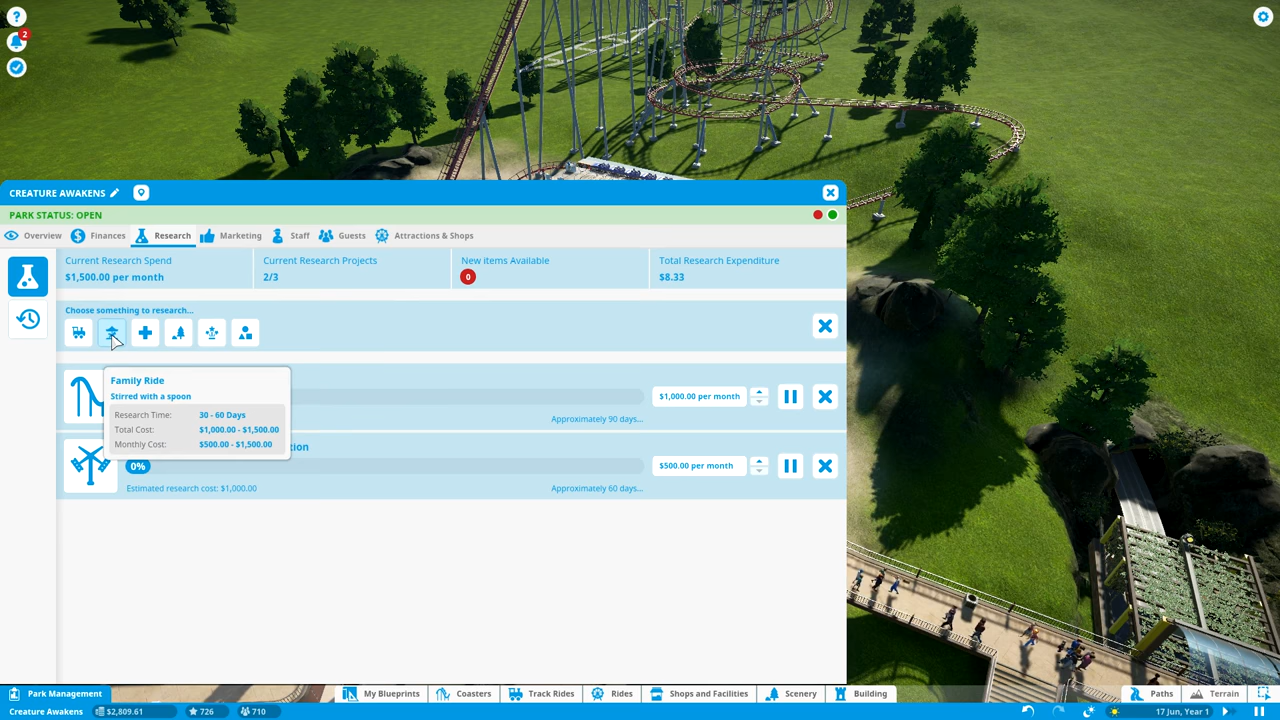 ?
2
CREATURE AWAKENS
PARK STATUS: OPEN
Overview
Finances
Research
Marketing
Staff
Guests
Attractions & Shops
Current Research Spend
$1,500.00 per month
Current Research Projects
2/3
New items Available
0
Total Research Expenditure
$8.33
Choose something to research...
Family Ride
Stirred with a spoon
Research Time: 30 - 60 Days
Total Cost: $1,000.00 - $1,500.00
Monthly Cost: $500.00 - $1,500.00
$1,000.00 per month
Approximately 90 days...
0%
$500.00 per month
Estimated research cost: $1,000.00
Approximately 60 days...
Park Management
My Blueprints
Coasters
Track Rides
Rides
Shops and Facilities
Scenery
Building
Paths
Terrain
Creature Awakens
$2,809.61
726
710
17 Jun, Year 1